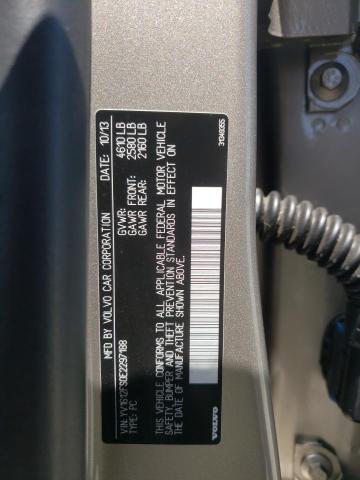 MFD BY VOLVO CAR CORPORATION DATE: 10/13
GVWR: 4610 LB
GAWR FRONT: 2580 LB
GAWR REAR: 2160 LB
VIN: YV1612FS0E2297188
TYPE: PC
THIS VEHICLE CONFORMS TO ALL APPLICABLE FEDERAL MOTOR VEHICLE
SAFETY, BUMPER AND THEFT PREVENTION STANDARDS IN EFFECT ON
THE DATE OF MANUFACTURE SHOWN ABOVE.
VOLVO